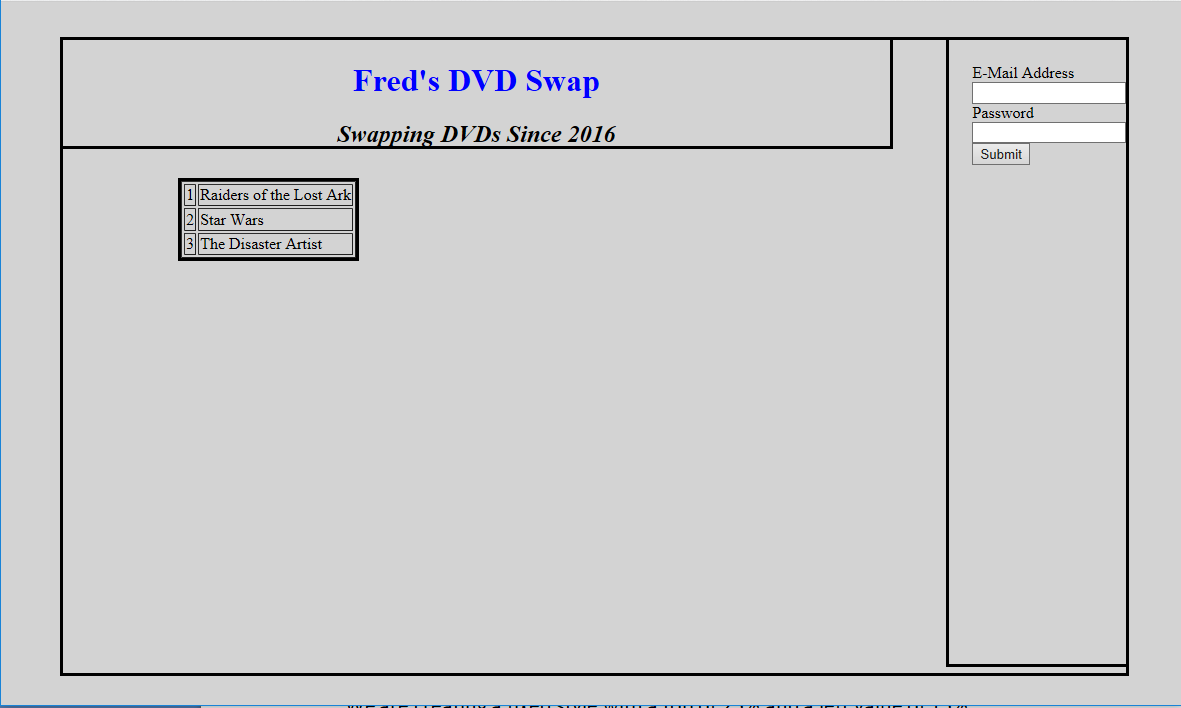 Fred's DVD Swap
Swapping DVDs Since 2016
1 Raiders of the Lost Ark
2 Star Wars
3 The Disaster Artist
E-Mail Address
Password
Submit